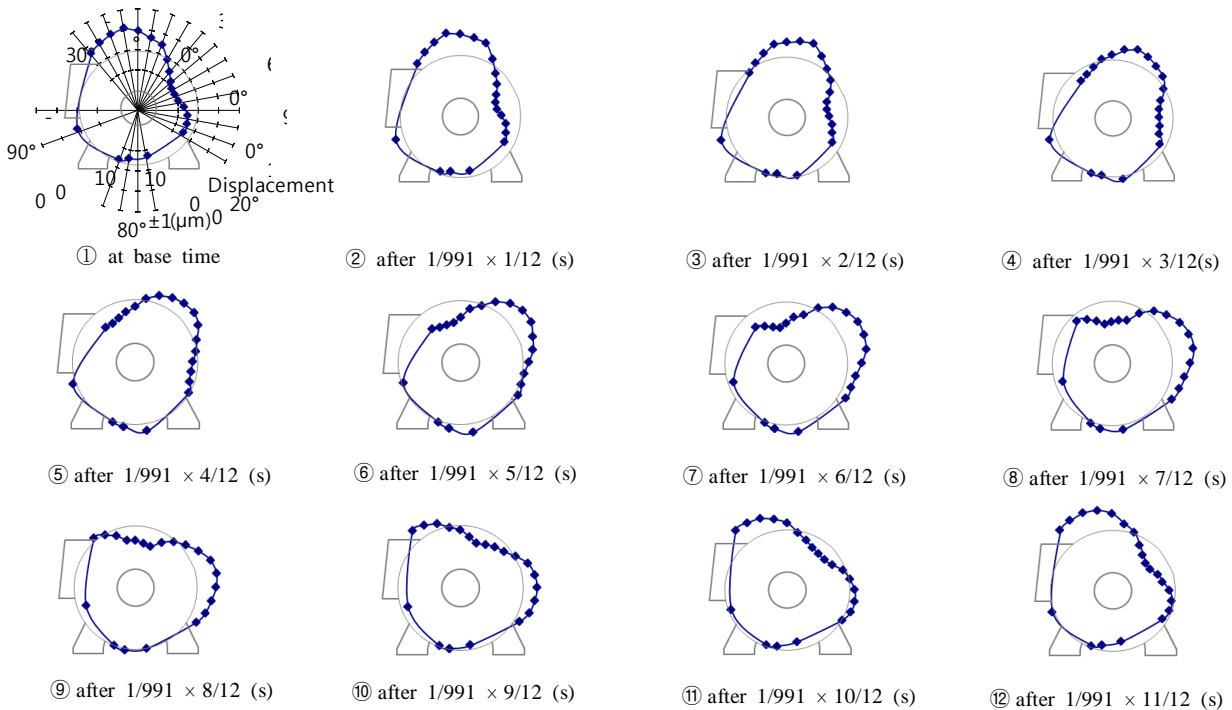 30°
0°
0°
90°
0°
0 0
10
10
Displacement
0
80°
±1(μm)
0
20°
① at base time
② after 1/991 × 1/12 (s)
③ after 1/991 × 2/12 (s)
④ after 1/991 × 3/12(s)
⑤ after 1/991 × 4/12 (s)
⑥ after 1/991 × 5/12 (s)
⑦ after 1/991 × 6/12 (s)
⑧ after 1/991 × 7/12 (s)
⑨ after 1/991 × 8/12 (s)
⑩ after 1/991 × 9/12 (s)
⑪ after 1/991 × 10/12 (s)
⑫ after 1/991 × 11/12 (s)